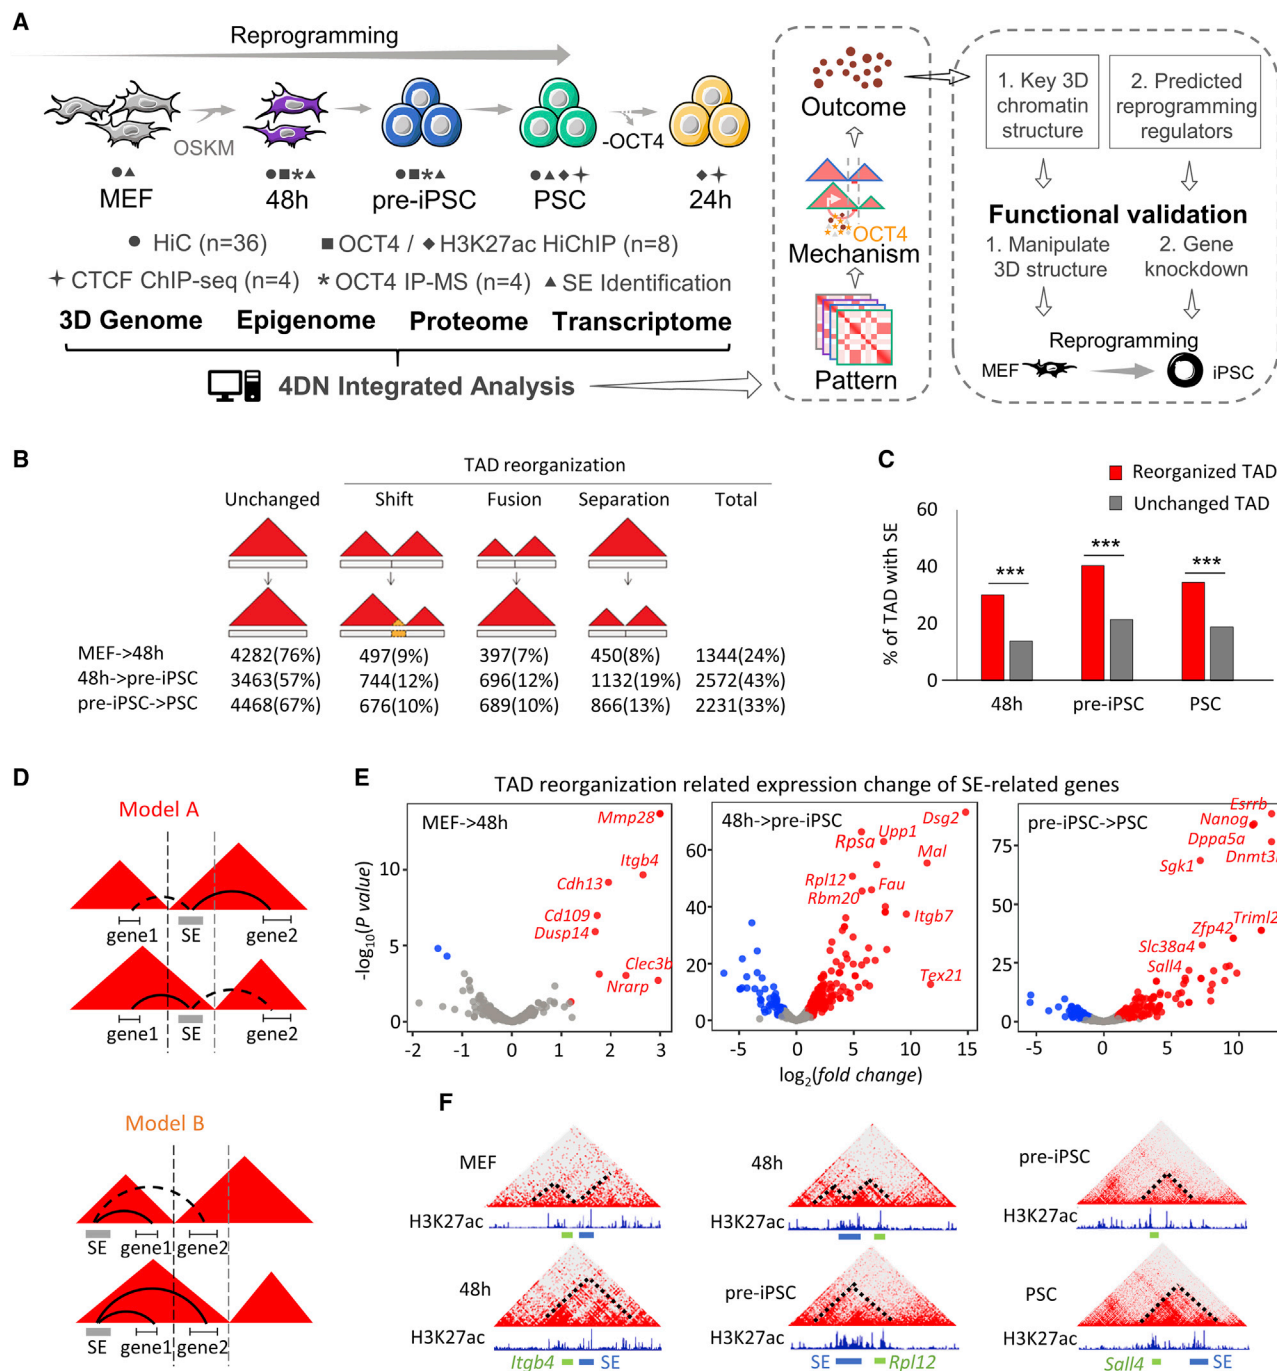 A
Reprogramming
OSKM
-OCT4
MEF
48h
pre-iPSC
PSC
24h
● HiC (n=36) ■ OCT4 / ◆ H3K27ac HiChIP (n=8)
CTCF ChIP-seq (n=4) * OCT4 IP-MS (n=4) ▲ SE Identification
3D Genome Epigenome Proteome Transcriptome
4DN Integrated Analysis
Outcome
OCT4
Mechanism
Pattern
1. Key 3D
chromatin
structure
2. Predicted
reprogramming
regulators
Functional validation
1. Manipulate
3D structure
2. Gene
knockdown
Reprogramming
MEF
iPSC
B
TAD reorganization
Unchanged Shift Fusion Separation Total
MEF->48h 4282(76%) 497(9%) 397(7%) 450(8%) 1344(24%)
48h->pre-iPSC 3463(57%) 744(12%) 696(12%) 1132(19%) 2572(43%)
pre-iPSC->PSC 4468(67%) 676(10%) 689(10%) 866(13%) 2231(33%)
C
Reorganized TAD
Unchanged TAD
% of TAD with SE
60
40
20
0
***
***
***
48h
pre-iPSC
PSC
D
Model A
gene1 SE gene2
gene1 SE gene2
Model B
SE gene1 gene2
SE gene1 gene2
E
TAD reorganization related expression change of SE-related genes
-log10(P value)
MEF->48h
Mmp28
Itgb4
Cdh13
Cd109
Dusp14
Clec3b
Nrarp
10
5
0
-2 -1 0 1 2 3
48h->pre-iPSC
Dsg2
Rpsa
Upp1
Mal
Rpl12
Fau
Rbm20
Itgb7
Tex21
60
40
20
0
-5 0 5 10 15
pre-iPSC->PSC
Esrrb
Nanog
Dppa5a
Dnmt3l
Sgk1
Triml2
Zfp42
Slc38a4
Sall4
75
50
25
0
-5 0 5 10
log2(fold change)
F
MEF
H3K27ac
48h
H3K27ac
Itgb4 SE
48h
H3K27ac
pre-iPSC
H3K27ac
SE Rpl12
pre-iPSC
H3K27ac
PSC
H3K27ac
Sall4 SE